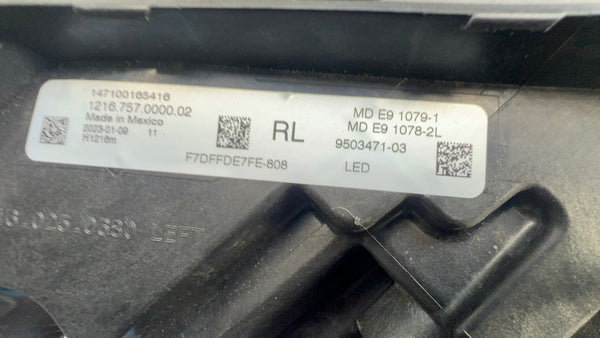 147100165416
1216.757.0000.02
Made in Mexico
2023-01-09 11
H1216m
RL
F7DFFDE7FE-808
MD E9 1079-1
MD E9 1078-2L
9503471-03
LED
LEFT